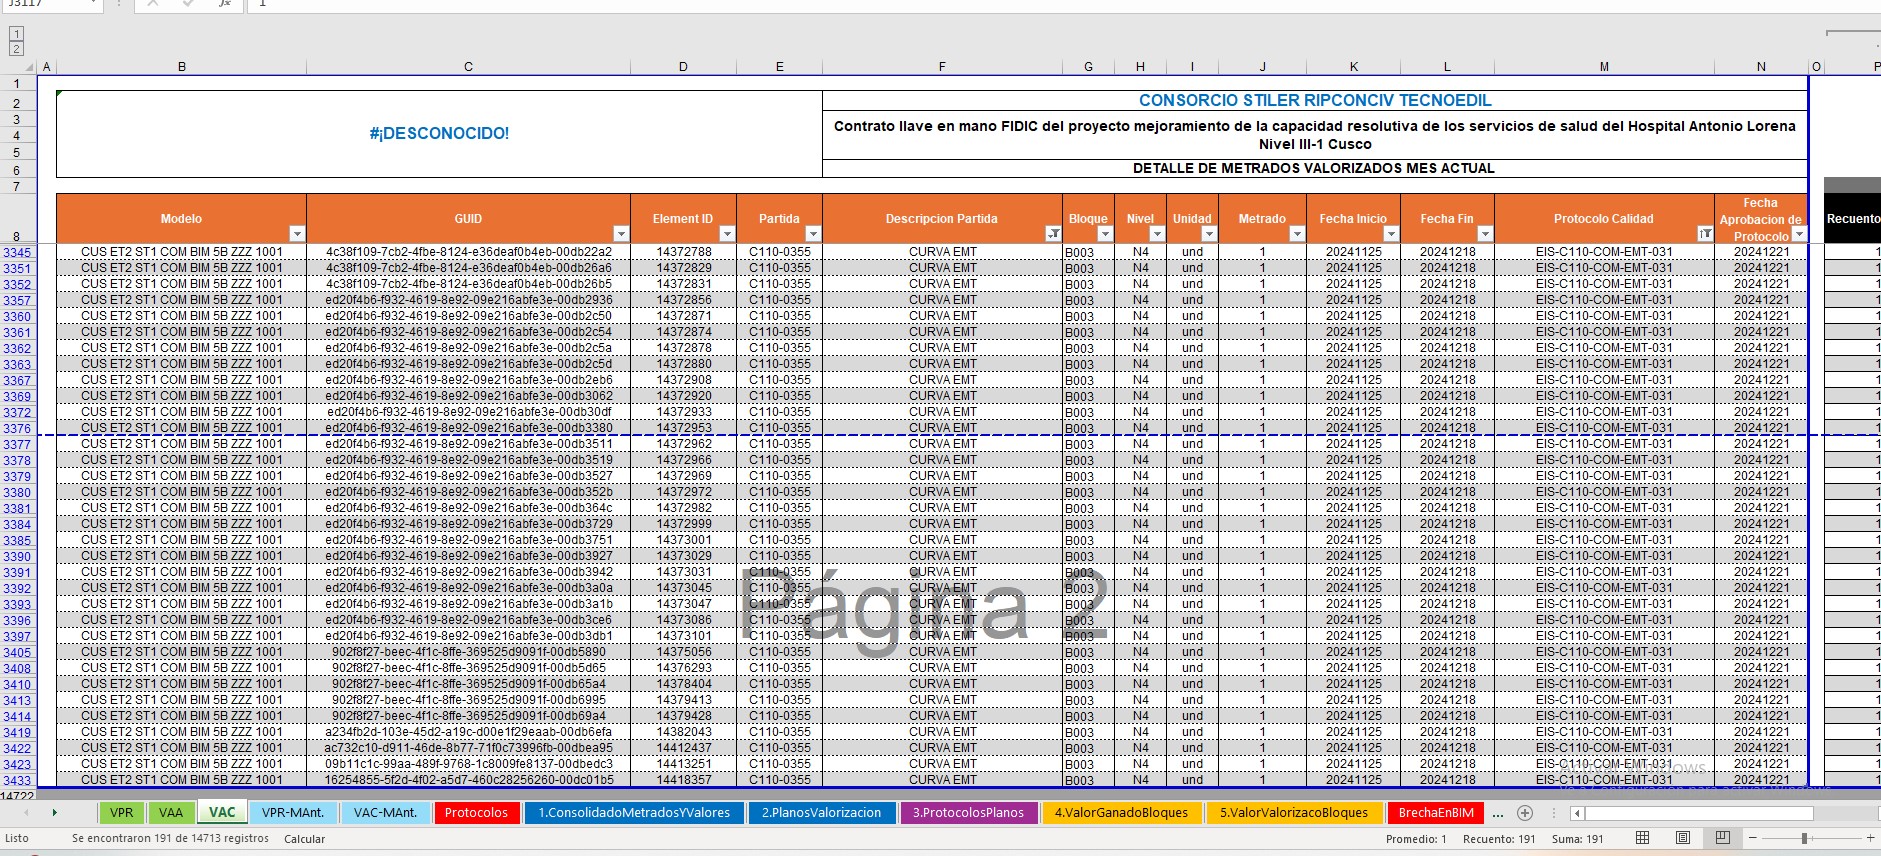 J3117 1
1
2
A B C D E F G H I J K L M N O P
1
2 CONSORCIO STILER RIPCONCIV TECNOEDIL
3
4 #¡DESCONOCIDO! Contrato llave en mano FIDIC del proyecto mejoramiento de la capacidad resolutiva de los servicios de salud del Hospital Antonio Lorena
5 Nivel III-1 Cusco
6 DETALLE DE METRADOS VALORIZADOS MES ACTUAL
7
8 Modelo GUID Element ID Partida Descripcion Partida Bloque Nivel Unidad Metrado Fecha Inicio Fecha Fin Protocolo Calidad Fecha Aprobacion de Protocolo Recuento
3345 CUS ET2 ST1 COM BIM 5B ZZZ 1001 4c38f109-7cb2-4fbe-8124-e36deaf0b4eb-00db22a2 14372788 C110-0355 CURVA EMT B003 N4 und 1 20241125 20241218 EIS-C110-COM-EMT-031 20241221 1
3351 CUS ET2 ST1 COM BIM 5B ZZZ 1001 4c38f109-7cb2-4fbe-8124-e36deaf0b4eb-00db26a6 14372829 C110-0355 CURVA EMT B003 N4 und 1 20241125 20241218 EIS-C110-COM-EMT-031 20241221 1
3352 CUS ET2 ST1 COM BIM 5B ZZZ 1001 4c38f109-7cb2-4fbe-8124-e36deaf0b4eb-00db26b5 14372831 C110-0355 CURVA EMT B003 N4 und 1 20241125 20241218 EIS-C110-COM-EMT-031 20241221 1
3357 CUS ET2 ST1 COM BIM 5B ZZZ 1001 ed20f4b6-f932-4619-8e92-09e216abfe3e-00db2936 14372856 C110-0355 CURVA EMT B003 N4 und 1 20241125 20241218 EIS-C110-COM-EMT-031 20241221 1
3360 CUS ET2 ST1 COM BIM 5B ZZZ 1001 ed20f4b6-f932-4619-8e92-09e216abfe3e-00db2c50 14372871 C110-0355 CURVA EMT B003 N4 und 1 20241125 20241218 EIS-C110-COM-EMT-031 20241221 1
3361 CUS ET2 ST1 COM BIM 5B ZZZ 1001 ed20f4b6-f932-4619-8e92-09e216abfe3e-00db2c54 14372874 C110-0355 CURVA EMT B003 N4 und 1 20241125 20241218 EIS-C110-COM-EMT-031 20241221 1
3362 CUS ET2 ST1 COM BIM 5B ZZZ 1001 ed20f4b6-f932-4619-8e92-09e216abfe3e-00db2c5a 14372878 C110-0355 CURVA EMT B003 N4 und 1 20241125 20241218 EIS-C110-COM-EMT-031 20241221 1
3363 CUS ET2 ST1 COM BIM 5B ZZZ 1001 ed20f4b6-f932-4619-8e92-09e216abfe3e-00db2c5d 14372880 C110-0355 CURVA EMT B003 N4 und 1 20241125 20241218 EIS-C110-COM-EMT-031 20241221 1
3367 CUS ET2 ST1 COM BIM 5B ZZZ 1001 ed20f4b6-f932-4619-8e92-09e216abfe3e-00db2eb6 14372908 C110-0355 CURVA EMT B003 N4 und 1 20241125 20241218 EIS-C110-COM-EMT-031 20241221 1
3369 CUS ET2 ST1 COM BIM 5B ZZZ 1001 ed20f4b6-f932-4619-8e92-09e216abfe3e-00db3062 14372920 C110-0355 CURVA EMT B003 N4 und 1 20241125 20241218 EIS-C110-COM-EMT-031 20241221 1
3372 CUS ET2 ST1 COM BIM 5B ZZZ 1001 ed20f4b6-f932-4619-8e92-09e216abfe3e-00db30df 14372933 C110-0355 CURVA EMT B003 N4 und 1 20241125 20241218 EIS-C110-COM-EMT-031 20241221 1
3376 CUS ET2 ST1 COM BIM 5B ZZZ 1001 ed20f4b6-f932-4619-8e92-09e216abfe3e-00db3380 14372953 C110-0355 CURVA EMT B003 N4 und 1 20241125 20241218 EIS-C110-COM-EMT-031 20241221 1
3377 CUS ET2 ST1 COM BIM 5B ZZZ 1001 ed20f4b6-f932-4619-8e92-09e216abfe3e-00db3511 14372962 C110-0355 CURVA EMT B003 N4 und 1 20241125 20241218 EIS-C110-COM-EMT-031 20241221 1
3378 CUS ET2 ST1 COM BIM 5B ZZZ 1001 ed20f4b6-f932-4619-8e92-09e216abfe3e-00db3519 14372966 C110-0355 CURVA EMT B003 N4 und 1 20241125 20241218 EIS-C110-COM-EMT-031 20241221 1
3379 CUS ET2 ST1 COM BIM 5B ZZZ 1001 ed20f4b6-f932-4619-8e92-09e216abfe3e-00db3527 14372969 C110-0355 CURVA EMT B003 N4 und 1 20241125 20241218 EIS-C110-COM-EMT-031 20241221 1
3380 CUS ET2 ST1 COM BIM 5B ZZZ 1001 ed20f4b6-f932-4619-8e92-09e216abfe3e-00db352b 14372972 C110-0355 CURVA EMT B003 N4 und 1 20241125 20241218 EIS-C110-COM-EMT-031 20241221 1
3381 CUS ET2 ST1 COM BIM 5B ZZZ 1001 ed20f4b6-f932-4619-8e92-09e216abfe3e-00db364c 14372982 C110-0355 CURVA EMT B003 N4 und 1 20241125 20241218 EIS-C110-COM-EMT-031 20241221 1
3384 CUS ET2 ST1 COM BIM 5B ZZZ 1001 ed20f4b6-f932-4619-8e92-09e216abfe3e-00db3729 14372999 C110-0355 CURVA EMT B003 N4 und 1 20241125 20241218 EIS-C110-COM-EMT-031 20241221 1
3385 CUS ET2 ST1 COM BIM 5B ZZZ 1001 ed20f4b6-f932-4619-8e92-09e216abfe3e-00db3751 14373001 C110-0355 CURVA EMT B003 N4 und 1 20241125 20241218 EIS-C110-COM-EMT-031 20241221 1
3390 CUS ET2 ST1 COM BIM 5B ZZZ 1001 ed20f4b6-f932-4619-8e92-09e216abfe3e-00db3927 14373029 C110-0355 CURVA EMT B003 N4 und 1 20241125 20241218 EIS-C110-COM-EMT-031 20241221 1
3391 CUS ET2 ST1 COM BIM 5B ZZZ 1001 ed20f4b6-f932-4619-8e92-09e216abfe3e-00db3942 14373031 C110-0355 CURVA EMT B003 N4 und 1 20241125 20241218 EIS-C110-COM-EMT-031 20241221 1
3392 CUS ET2 ST1 COM BIM 5B ZZZ 1001 ed20f4b6-f932-4619-8e92-09e216abfe3e-00db3a0a 14373045 C110-0355 CURVA EMT B003 N4 und 1 20241125 20241218 EIS-C110-COM-EMT-031 20241221 1
3393 CUS ET2 ST1 COM BIM 5B ZZZ 1001 ed20f4b6-f932-4619-8e92-09e216abfe3e-00db3a1b 14373047 C110-0355 CURVA EMT B003 N4 und 1 20241125 20241218 EIS-C110-COM-EMT-031 20241221 1
Página 2
3396 CUS ET2 ST1 COM BIM 5B ZZZ 1001 ed20f4b6-f932-4619-8e92-09e216abfe3e-00db3ce6 14373086 C110-0355 CURVA EMT B003 N4 und 1 20241125 20241218 EIS-C110-COM-EMT-031 20241221 1
3397 CUS ET2 ST1 COM BIM 5B ZZZ 1001 ed20f4b6-f932-4619-8e92-09e216abfe3e-00db3db1 14373101 C110-0355 CURVA EMT B003 N4 und 1 20241125 20241218 EIS-C110-COM-EMT-031 20241221 1
3405 CUS ET2 ST1 COM BIM 5B ZZZ 1001 902f8f27-beec-4f1c-8ffe-369525d9091f-00db5890 14375056 C110-0355 CURVA EMT B003 N4 und 1 20241125 20241218 EIS-C110-COM-EMT-031 20241221 1
3408 CUS ET2 ST1 COM BIM 5B ZZZ 1001 902f8f27-beec-4f1c-8ffe-369525d9091f-00db5d65 14376293 C110-0355 CURVA EMT B003 N4 und 1 20241125 20241218 EIS-C110-COM-EMT-031 20241221 1
3410 CUS ET2 ST1 COM BIM 5B ZZZ 1001 902f8f27-beec-4f1c-8ffe-369525d9091f-00db65a4 14378404 C110-0355 CURVA EMT B003 N4 und 1 20241125 20241218 EIS-C110-COM-EMT-031 20241221 1
3413 CUS ET2 ST1 COM BIM 5B ZZZ 1001 902f8f27-beec-4f1c-8ffe-369525d9091f-00db6995 14379413 C110-0355 CURVA EMT B003 N4 und 1 20241125 20241218 EIS-C110-COM-EMT-031 20241221 1
3414 CUS ET2 ST1 COM BIM 5B ZZZ 1001 902f8f27-beec-4f1c-8ffe-369525d9091f-00db69a4 14379428 C110-0355 CURVA EMT B003 N4 und 1 20241125 20241218 EIS-C110-COM-EMT-031 20241221 1
3419 CUS ET2 ST1 COM BIM 5B ZZZ 1001 a234fb2d-103e-45d2-a19c-d00e1f29eaab-00db6efa 14382043 C110-0355 CURVA EMT B003 N4 und 1 20241125 20241218 EIS-C110-COM-EMT-031 20241221 1
3422 CUS ET2 ST1 COM BIM 5B ZZZ 1001 ac732c10-d911-46de-8b77-71f0c73996fb-00dbea95 14412437 C110-0355 CURVA EMT B003 N4 und 1 20241125 20241218 EIS-C110-COM-EMT-031 20241221 1
3423 CUS ET2 ST1 COM BIM 5B ZZZ 1001 09b11c1c-99aa-489f-9768-1c8009fe8137-00dbedc3 14413251 C110-0355 CURVA EMT B003 N4 und 1 20241125 20241218 EIS-C110-COM-EMT-031 20241221 1
3433 CUS ET2 ST1 COM BIM 5B ZZZ 1001 16254855-5f2d-4f02-a5d7-460c28256260-00dc01b5 14418357 C110-0355 CURVA EMT B003 N4 und 1 20241125 20241218 EIS-C110-COM-EMT-031 20241221 1
14722
VPR VAA VAC VPR-MAnt. VAC-MAnt. Protocolos 1.ConsolidadoMetradosYValores 2.PlanosValorizacion 3.ProtocolosPlanos 4.ValorGanadoBloques 5.ValorValorizacoBloques BrechaEnBIM ...
Listo Se encontraron 191 de 14713 registros Calcular Promedio: 1 Recuento: 191 Suma: 191